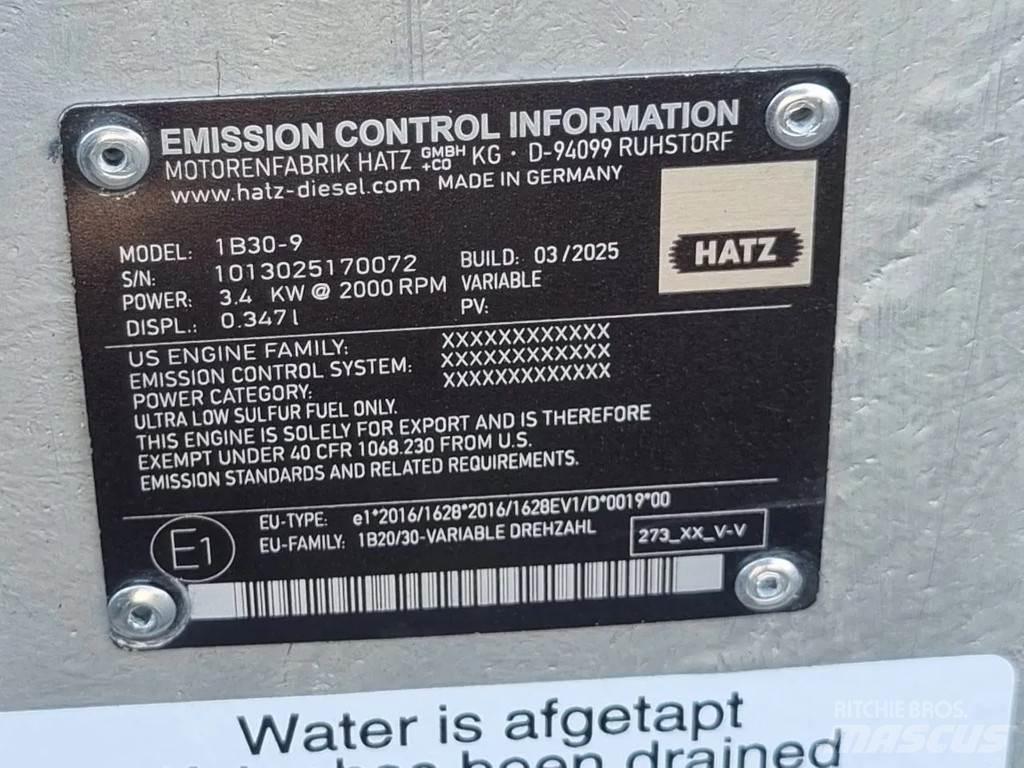 EMISSION CONTROL INFORMATION
MOTORENFABRIK HATZ GMBH +CO KG · D-94099 RUHSTORF
www.hatz-diesel.com MADE IN GERMANY
HATZ
MODEL: 1B30-9
S/N: 1013025170072 BUILD: 03/2025
POWER: 3.4 KW @ 2000 RPM VARIABLE
DISPL.: 0.347 l PV:
US ENGINE FAMILY: XXXXXXXXXXXX
EMISSION CONTROL SYSTEM: XXXXXXXXXXXX
POWER CATEGORY: XXXXXXXXXXXX
ULTRA LOW SULFUR FUEL ONLY.
THIS ENGINE IS SOLELY FOR EXPORT AND IS THEREFORE
EXEMPT UNDER 40 CFR 1068.230 FROM U.S.
EMISSION STANDARDS AND RELATED REQUIREMENTS.
E1
EU-TYPE: e1*2016/1628*2016/1628EV1/D*0019*00
EU-FAMILY: 1B20/30-VARIABLE DREHZAHL 273_XX_V-V
Water is afgetapt
has been drained
RITCHIE BROS.
MASCUS